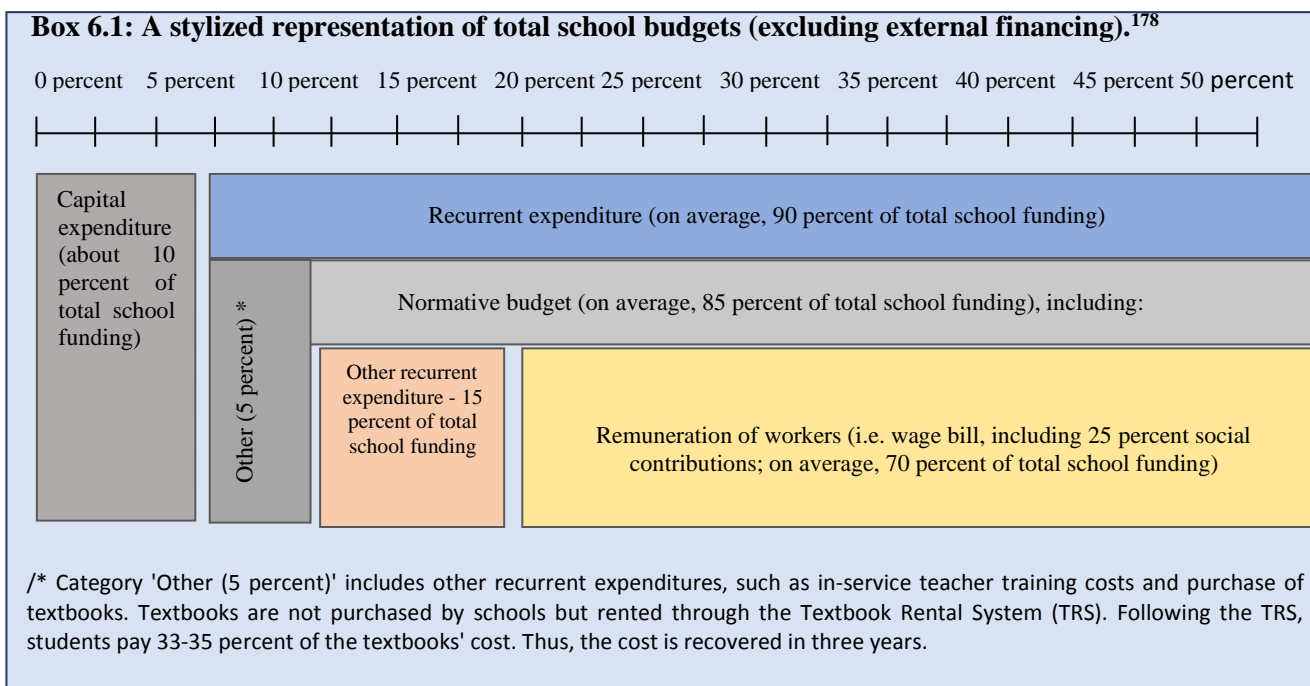 Box 6.1: A stylized representation of total school budgets (excluding external financing).178
0 percent 5 percent 10 percent 15 percent 20 percent 25 percent 30 percent 35 percent 40 percent 45 percent 50 percent
Capital
expenditure
(about 10
percent of
total school
funding)
Recurrent expenditure (on average, 90 percent of total school funding)
Other (5 percent) *
Normative budget (on average, 85 percent of total school funding), including:
Other recurrent
expenditure - 15
percent of total
school funding
Remuneration of workers (i.e. wage bill, including 25 percent social
contributions; on average, 70 percent of total school funding)
/* Category 'Other (5 percent)' includes other recurrent expenditures, such as in-service teacher training costs and purchase of
textbooks. Textbooks are not purchased by schools but rented through the Textbook Rental System (TRS). Following the TRS,
students pay 33-35 percent of the textbooks' cost. Thus, the cost is recovered in three years.